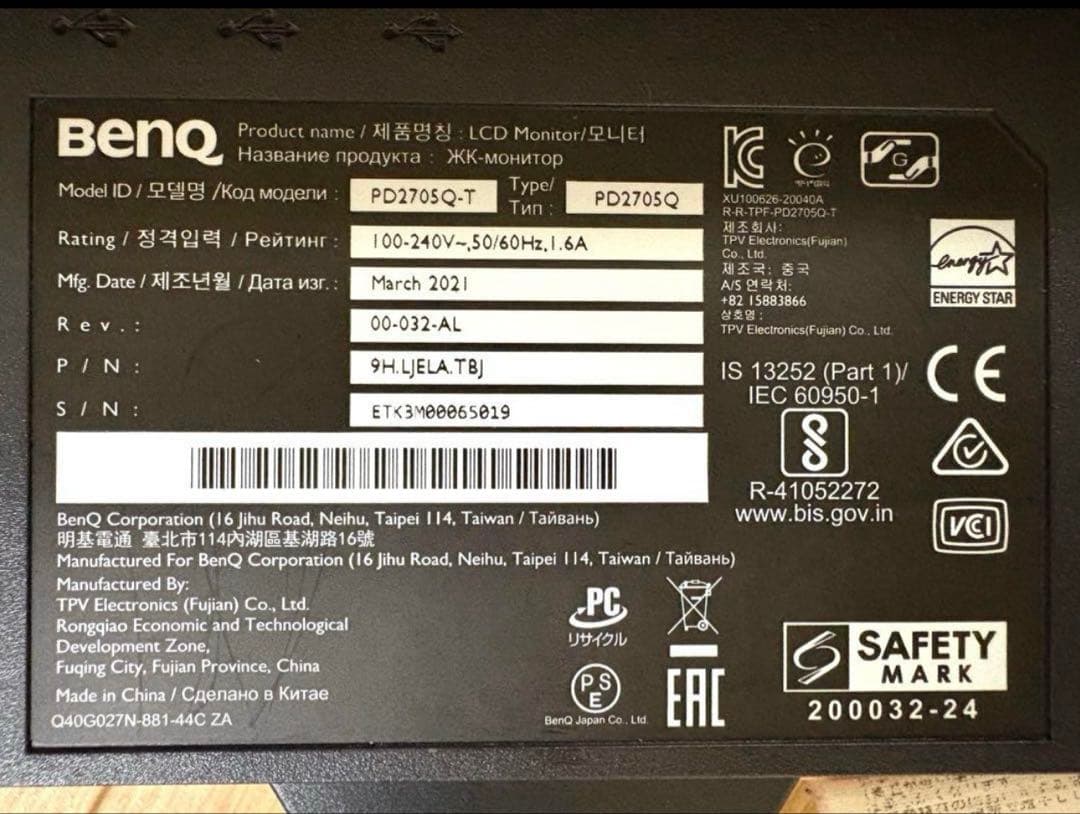 BenQ
Product name / 제품명칭 : LCD Monitor/모니터
Название продукта : ЖК-монитор
Model ID / 모델명 /Код модели : PD2705Q-T Type/ Тип : PD2705Q
Rating / 정격입력 / Рейтинг : 100-240V~,50/60Hz,1.6A
Mfg. Date / 제조년월 / Дата изг. : March 2021
Rev.: 00-032-AL
P/N: 9H.LJELA.TBJ
S/N: ETK3M00065019
BenQ Corporation (16 Jihu Road, Neihu, Taipei 114, Taiwan / Тайвань)
明基電通 臺北市114內湖區基湖路16號
Manufactured For BenQ Corporation (16 Jihu Road, Neihu, Taipei 114, Taiwan / Тайвань)
Manufactured By:
TPV Electronics (Fujian) Co., Ltd.
Rongqiao Economic and Technological
Development Zone,
Fuqing City, Fujian Province, China
Made in China / Сделано в Китае
Q40G027N-881-44C ZA
KC
G
XU100626-20040A
R-R-TPF-PD2705Q-T
제조회사:
TPV Electronics(Fujian)
Co., Ltd.
제조국: 중국
A/S 연락처:
+82 15883866
상호명 :
TPV Electronics(Fujian) Co., Ltd.
energy
ENERGY STAR
IS 13252 (Part 1)/
IEC 60950-1
R-41052272
www.bis.gov.in
CE
VCCI
PC
リサイクル
PSE
BenQ Japan Co., Ltd.
EAC
SAFETY
MARK
200032-24